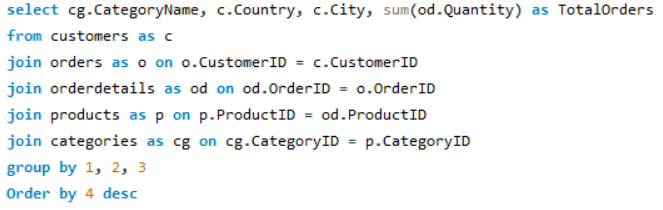 select cg.CategoryName, c.Country, c.City, sum(od.Quantity) as TotalOrders
from customers as c
join orders as o on o.CustomerID = c.CustomerID
join orderdetails as od on od.OrderID = o.OrderID
join products as p on p.ProductID = od.ProductID
join categories as cg on cg.CategoryID = p.CategoryID
group by 1, 2, 3
Order by 4 desc